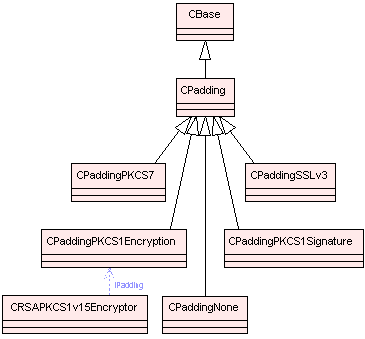 CBase
CPadding
CPaddingPKCS7
CPaddingSSLv3
CPaddingPKCS1Encryption
CPaddingPKCS1Signature
iPadding
CRSAPKCS1v15Encryptor
CPaddingNone